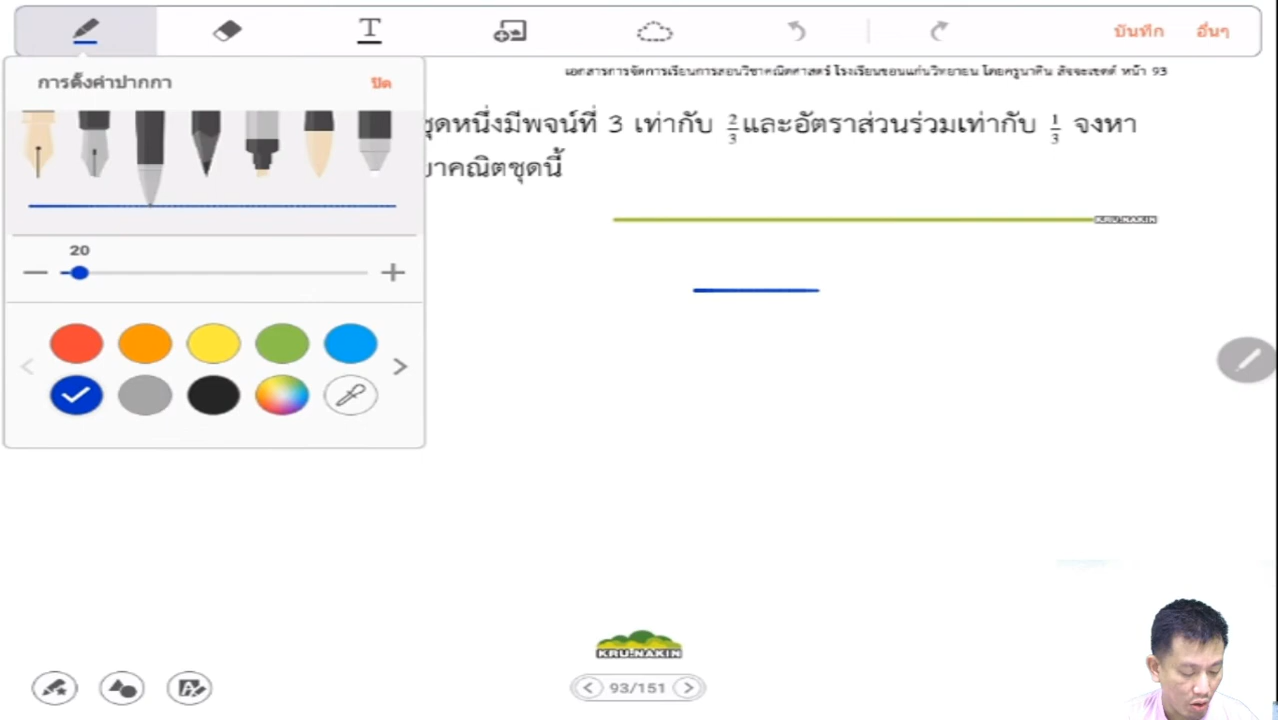 T
บันทึก
อื่นๆ
การตั้งค่าปากกา
ปิด
เอกสารการจัดการเรียนการสอนวิชาคณิตศาสตร์ โรงเรียนขอนแก่นวิทยายน โดยครูนาคิน สัจจะเขตต์ หน้า 93
ชุดหนึ่งมีพจน์ที่ 3 เท่ากับ 2/3 และอัตราส่วนร่วมเท่ากับ 1/3 จงหา
คณิตชุดนี้
KRU.NAKIN
20
KRU.NAKIN
93/151